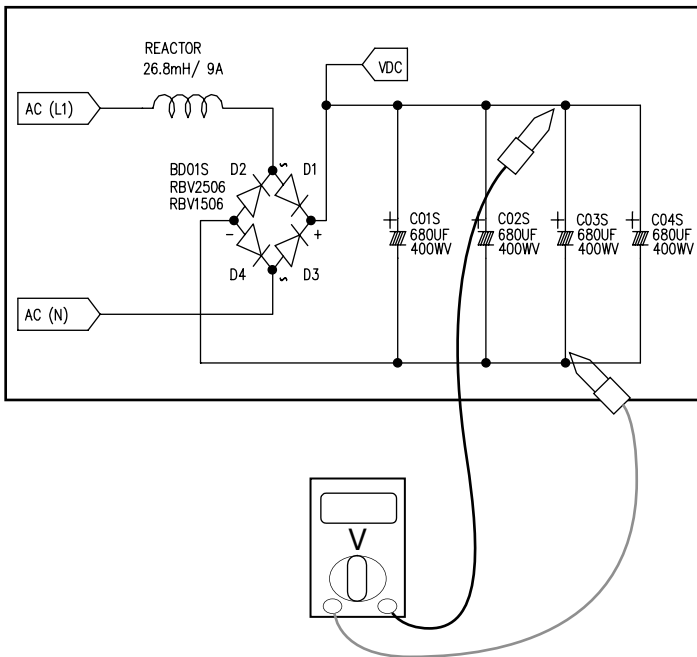 REACTOR
26.8mH/ 9A
VDC
AC (L1)
BD01S
RBV2506
RBV1506
D2
D1
-
+
D4
D3
C01S
680UF
400WV
+
C02S
680UF
400WV
+
C03S
680UF
400WV
+
C04S
680UF
400WV
+
AC (N)
V